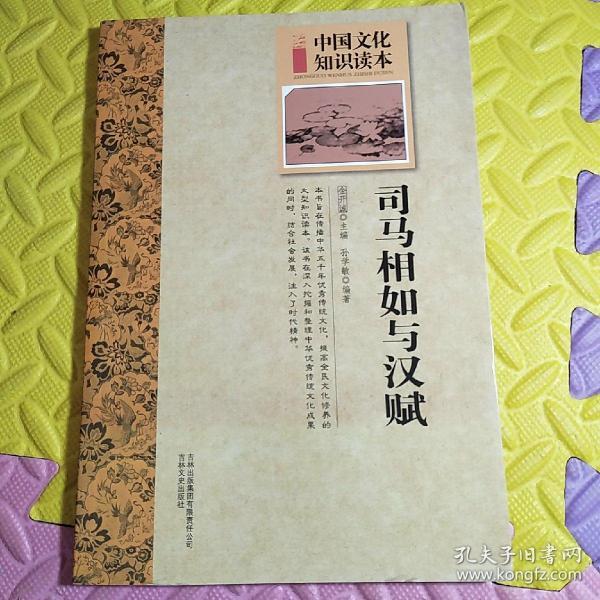 中国文化
知识读本
ZHONGGUO WENHUA ZHISHI DUBEN
司马相如与汉赋
金开诚◎主编 孙学敏◎编著
本书旨在传播中华五千年优秀传统文化，提高全民文化修养的
大型知识读本。该书在深入挖掘和整理中华优秀传统文化成果
的同时，结合社会发展，注入了时代精神。
吉林出版集团有限责任公司
吉林文史出版社
孔夫子旧书网
www.kongfz.com